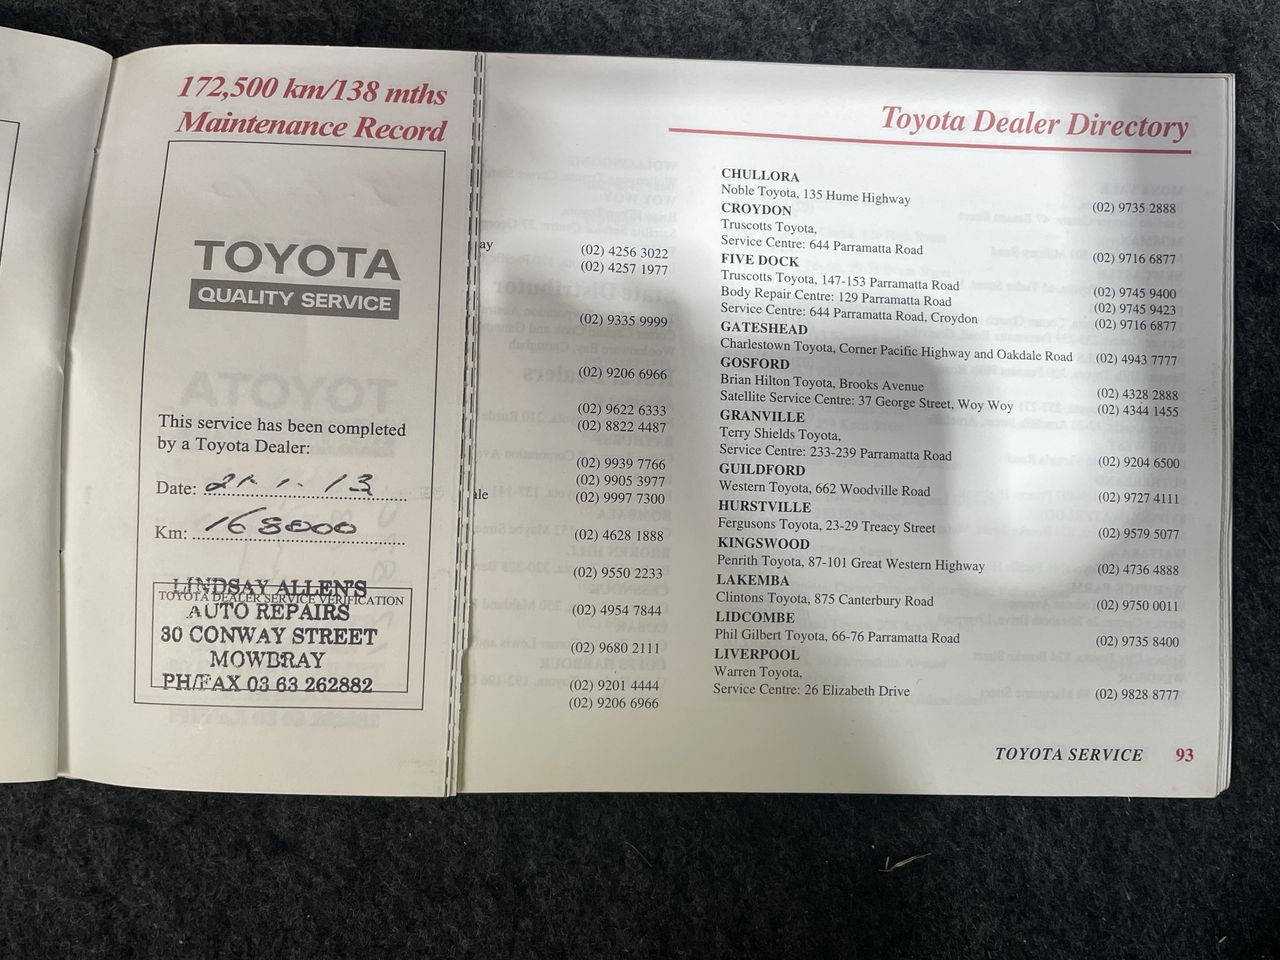 172,500 km/138 mths
Maintenance Record
TOYOTA
QUALITY SERVICE
This service has been completed
by a Toyota Dealer:
Date: 21. 1. 13
Km: 168000
TOYOTA DEALER SERVICE VERIFICATION
LINDSAY ALLEN'S
AUTO REPAIRS
30 CONWAY STREET
MOWBRAY
PH/FAX 03 63 262882
ay
(02) 4256 3022
(02) 4257 1977
(02) 9335 9999
(02) 9206 6966
(02) 9622 6333
(02) 8822 4487
(02) 9939 7766
(02) 9905 3977
ale (02) 9997 7300
(02) 4628 1888
(02) 9550 2233
(02) 4954 7844
(02) 9680 2111
(02) 9201 4444
(02) 9206 6966
Toyota Dealer Directory
CHULLORA
Noble Toyota, 135 Hume Highway (02) 9735 2888
CROYDON
Truscotts Toyota,
Service Centre: 644 Parramatta Road (02) 9716 6877
FIVE DOCK
Truscotts Toyota, 147-153 Parramatta Road (02) 9745 9400
Body Repair Centre: 129 Parramatta Road (02) 9745 9423
Service Centre: 644 Parramatta Road, Croydon (02) 9716 6877
GATESHEAD
Charlestown Toyota, Corner Pacific Highway and Oakdale Road (02) 4943 7777
GOSFORD
Brian Hilton Toyota, Brooks Avenue (02) 4328 2888
Satellite Service Centre: 37 George Street, Woy Woy (02) 4344 1455
GRANVILLE
Terry Shields Toyota,
Service Centre: 233-239 Parramatta Road (02) 9204 6500
GUILDFORD
Western Toyota, 662 Woodville Road (02) 9727 4111
HURSTVILLE
Fergusons Toyota, 23-29 Treacy Street (02) 9579 5077
KINGSWOOD
Penrith Toyota, 87-101 Great Western Highway (02) 4736 4888
LAKEMBA
Clintons Toyota, 875 Canterbury Road (02) 9750 0011
LIDCOMBE
Phil Gilbert Toyota, 66-76 Parramatta Road (02) 9735 8400
LIVERPOOL
Warren Toyota,
Service Centre: 26 Elizabeth Drive (02) 9828 8777
TOYOTA SERVICE 93